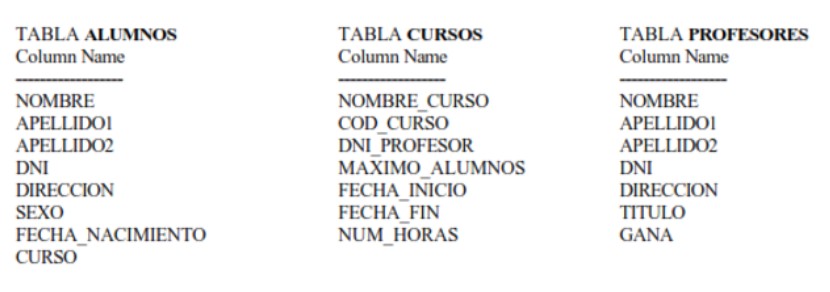 TABLA ALUMNOS
Column Name
------------------
NOMBRE
APELLIDO1
APELLIDO2
DNI
DIRECCION
SEXO
FECHA_NACIMIENTO
CURSO
TABLA CURSOS
Column Name
------------------
NOMBRE_CURSO
COD_CURSO
DNI_PROFESOR
MAXIMO_ALUMNOS
FECHA_INICIO
FECHA_FIN
NUM_HORAS
TABLA PROFESORES
Column Name
------------------
NOMBRE
APELLIDO1
APELLIDO2
DNI
DIRECCION
TITULO
GANA